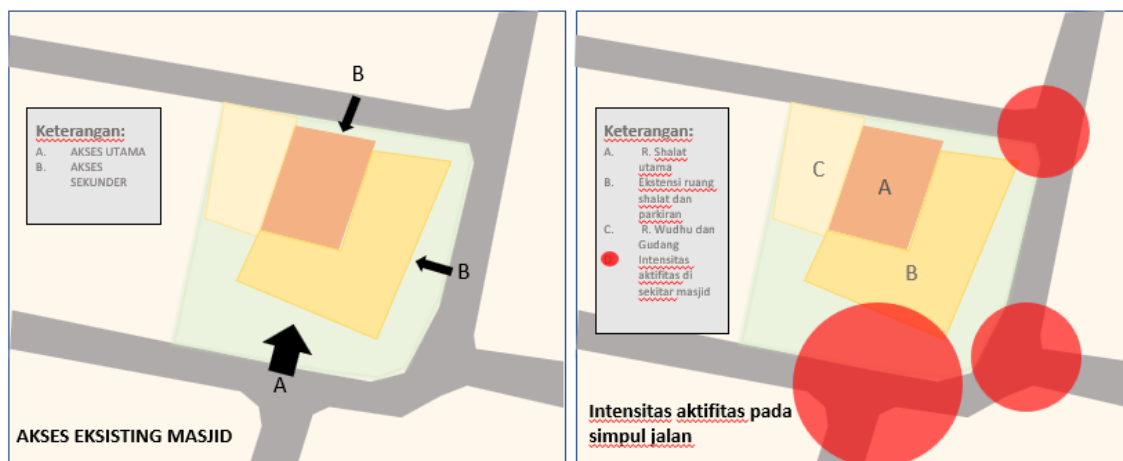 B
Keterangan:
A. AKSES UTAMA
B. AKSES
SEKUNDER
B
A
AKSES EKSISTING MASJID
Keterangan:
A. R. Shalat
utama
B. Ekstensi ruang
shalat dan
parkiran
C. R. Wudhu dan
Gudang
D. Intensitas
aktifitas di
sekitar masjid
C
A
B
Intensitas aktifitas pada
simpul jalan